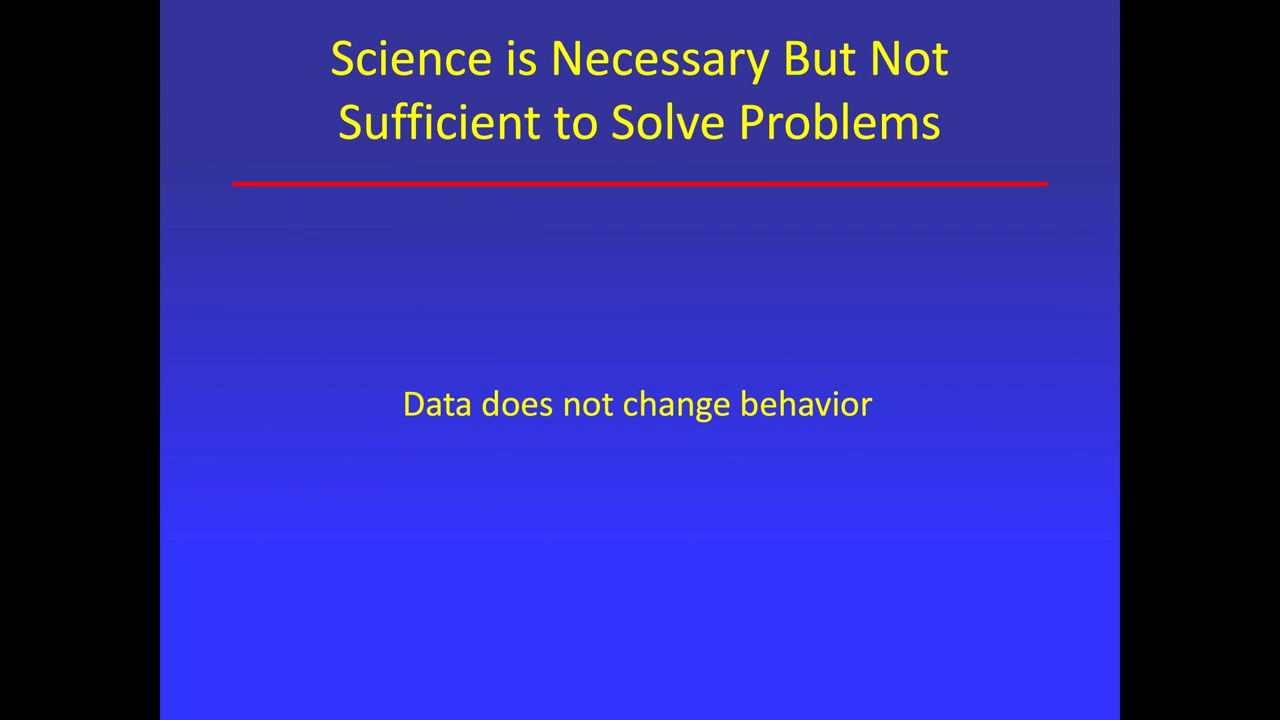 Science is Necessary But Not
Sufficient to Solve Problems
Data does not change behavior